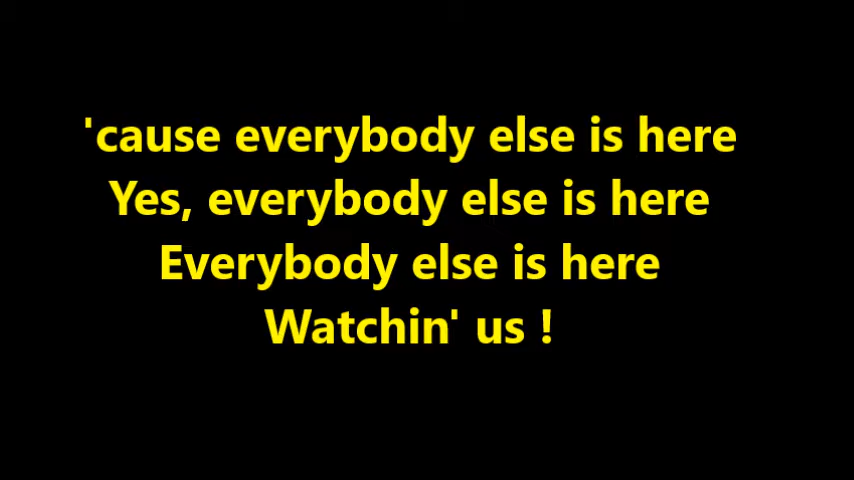 'cause everybody else is here
Yes, everybody else is here
Everybody else is here
Watchin' us !